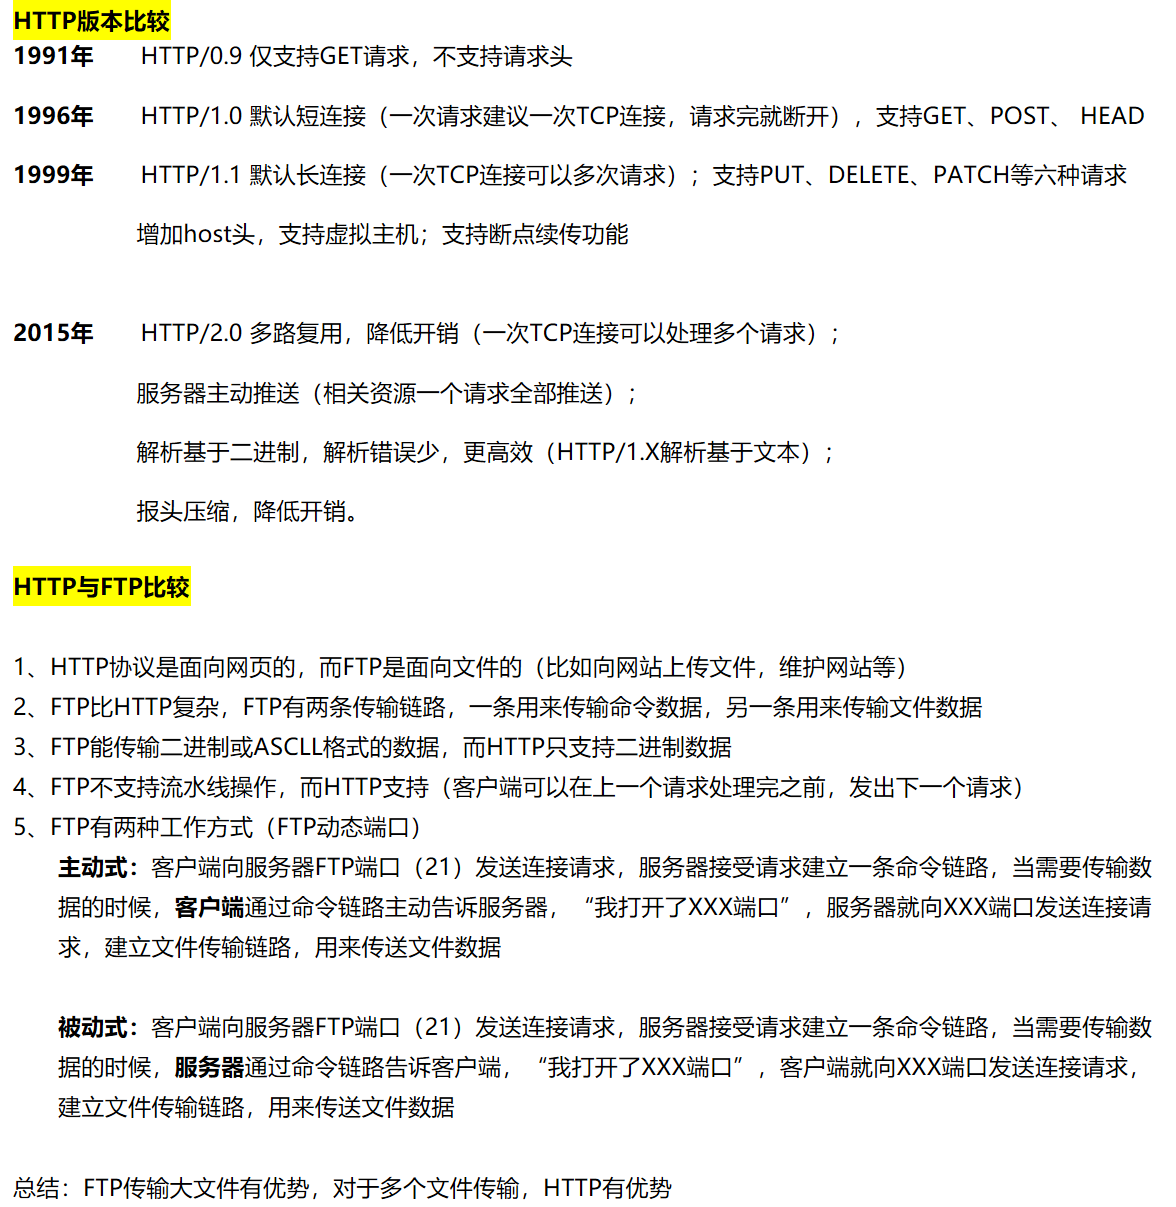 HTTP版本比较
1991年 HTTP/0.9 仅支持GET请求，不支持请求头
1996年 HTTP/1.0 默认短连接（一次请求建议一次TCP连接，请求完就断开），支持GET、POST、 HEAD
1999年 HTTP/1.1 默认长连接（一次TCP连接可以多次请求）；支持PUT、DELETE、PATCH等六种请求
增加host头，支持虚拟主机；支持断点续传功能
2015年 HTTP/2.0 多路复用，降低开销（一次TCP连接可以处理多个请求）；
服务器主动推送（相关资源一个请求全部推送）；
解析基于二进制，解析错误少，更高效（HTTP/1.X解析基于文本）；
报头压缩，降低开销。
HTTP与FTP比较
1、HTTP协议是面向网页的，而FTP是面向文件的（比如向网站上传文件，维护网站等）
2、FTP比HTTP复杂，FTP有两条传输链路，一条用来传输命令数据，另一条用来传输文件数据
3、FTP能传输二进制或ASCLL格式的数据，而HTTP只支持二进制数据
4、FTP不支持流水线操作，而HTTP支持（客户端可以在上一个请求处理完之前，发出下一个请求）
5、FTP有两种工作方式（FTP动态端口）
主动式：客户端向服务器FTP端口（21）发送连接请求，服务器接受请求建立一条命令链路，当需要传输数
据的时候，客户端通过命令链路主动告诉服务器，“我打开了XXX端口”，服务器就向XXX端口发送连接请
求，建立文件传输链路，用来传送文件数据
被动式：客户端向服务器FTP端口（21）发送连接请求，服务器接受请求建立一条命令链路，当需要传输数
据的时候，服务器通过命令链路告诉客户端，“我打开了XXX端口”，客户端就向XXX端口发送连接请求，
建立文件传输链路，用来传送文件数据
总结：FTP传输大文件有优势，对于多个文件传输，HTTP有优势